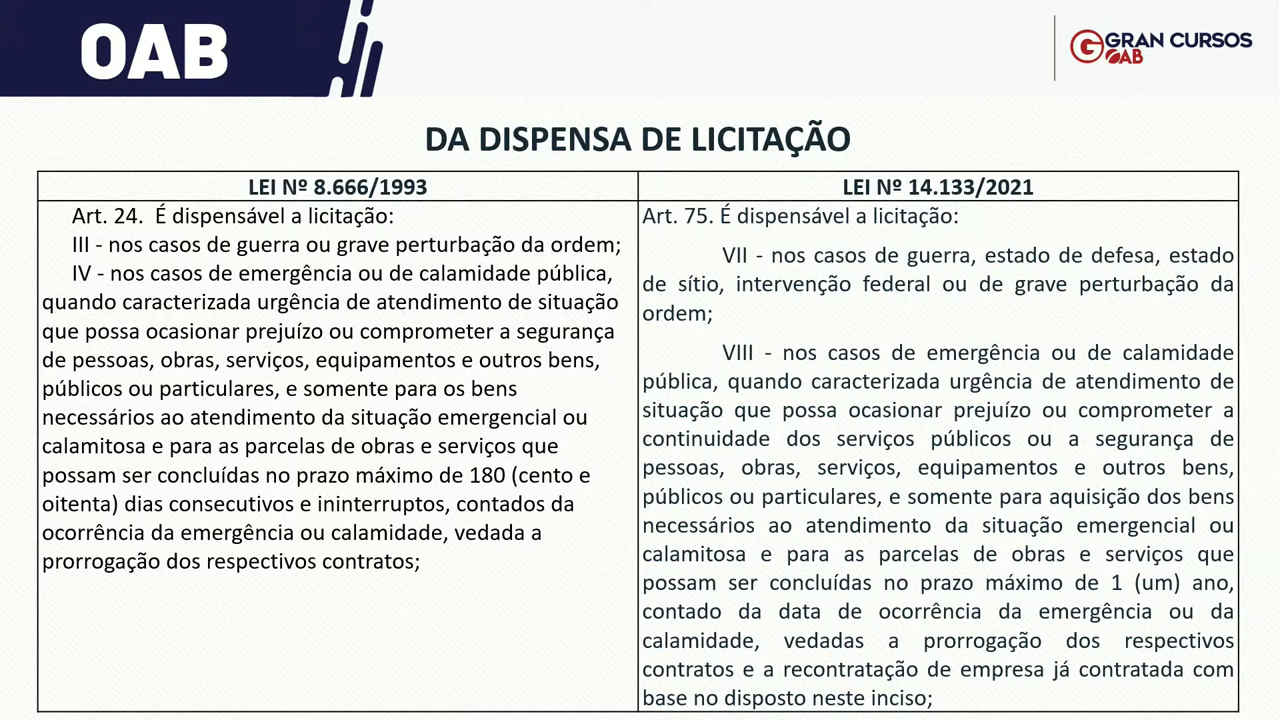 OAB
GRAN CURSOS
OAB
DA DISPENSA DE LICITAÇÃO
LEI Nº 8.666/1993
Art. 24. É dispensável a licitação:
III - nos casos de guerra ou grave perturbação da ordem;
IV - nos casos de emergência ou de calamidade pública,
quando caracterizada urgência de atendimento de situação
que possa ocasionar prejuízo ou comprometer a segurança
de pessoas, obras, serviços, equipamentos e outros bens,
públicos ou particulares, e somente para os bens
necessários ao atendimento da situação emergencial ou
calamitosa e para as parcelas de obras e serviços que
possam ser concluídas no prazo máximo de 180 (cento e
oitenta) dias consecutivos e ininterruptos, contados da
ocorrência da emergência ou calamidade, vedada a
prorrogação dos respectivos contratos;
LEI Nº 14.133/2021
Art. 75. É dispensável a licitação:
VII - nos casos de guerra, estado de defesa, estado
de sítio, intervenção federal ou de grave perturbação da
ordem;
VIII - nos casos de emergência ou de calamidade
pública, quando caracterizada urgência de atendimento de
situação que possa ocasionar prejuízo ou comprometer a
continuidade dos serviços públicos ou a segurança de
pessoas, obras, serviços, equipamentos e outros bens,
públicos ou particulares, e somente para aquisição dos bens
necessários ao atendimento da situação emergencial ou
calamitosa e para as parcelas de obras e serviços que
possam ser concluídas no prazo máximo de 1 (um) ano,
contado da data de ocorrência da emergência ou da
calamidade, vedadas a prorrogação dos respectivos
contratos e a recontratação de empresa já contratada com
base no disposto neste inciso;